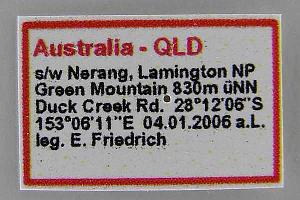 Australia - QLD
s/w Nerang, Lamington NP
Green Mountain 830m üNN
Duck Creek Rd. 28°12'06"S
153°06'11"E 04.01.2006 a.L.
leg. E. Friedrich